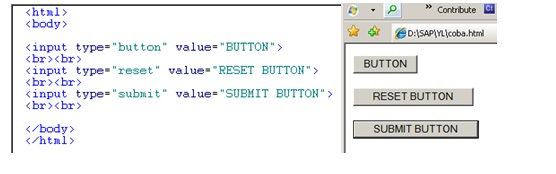 <html>
<body>
<input type="button" value="BUTTON">
<br><br>
<input type="reset" value="RESET BUTTON">
<br><br>
<input type="submit" value="SUBMIT BUTTON">
<br><br>
</body>
</html>
» Contribute
D:\SAP\YL\coba.html
BUTTON
RESET BUTTON
SUBMIT BUTTON